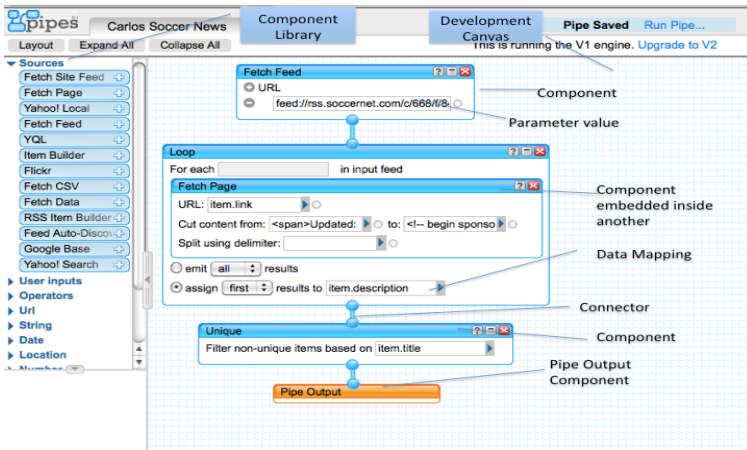 pipes
Carlos Soccer News
Component Library
Development Canvas
Pipe Saved
Run Pipe...
Layout
Expand All
Collapse All
This is running the V1 engine. Upgrade to V2
Sources
Fetch Site Feed
Fetch Page
Yahoo! Local
Fetch Feed
YQL
Item Builder
Flickr
Fetch CSV
Fetch Data
RSS Item Builder
Feed Auto-Discov
Google Base
Yahoo! Search
User inputs
Operators
Url
String
Date
Location
Number
Fetch Feed
URL
feed://rss.soccernet.com/c/668/f/8
Component
Parameter value
Loop
For each in input feed
Fetch Page
URL: item.link
Cut content from: <span>Updated: to: <!-- begin sponso
Split using delimiter:
emit all results
assign first results to item.description
Component
embedded inside
another
Data Mapping
Connector
Unique
Filter non-unique items based on item.title
Component
Pipe Output
Pipe Output
Component